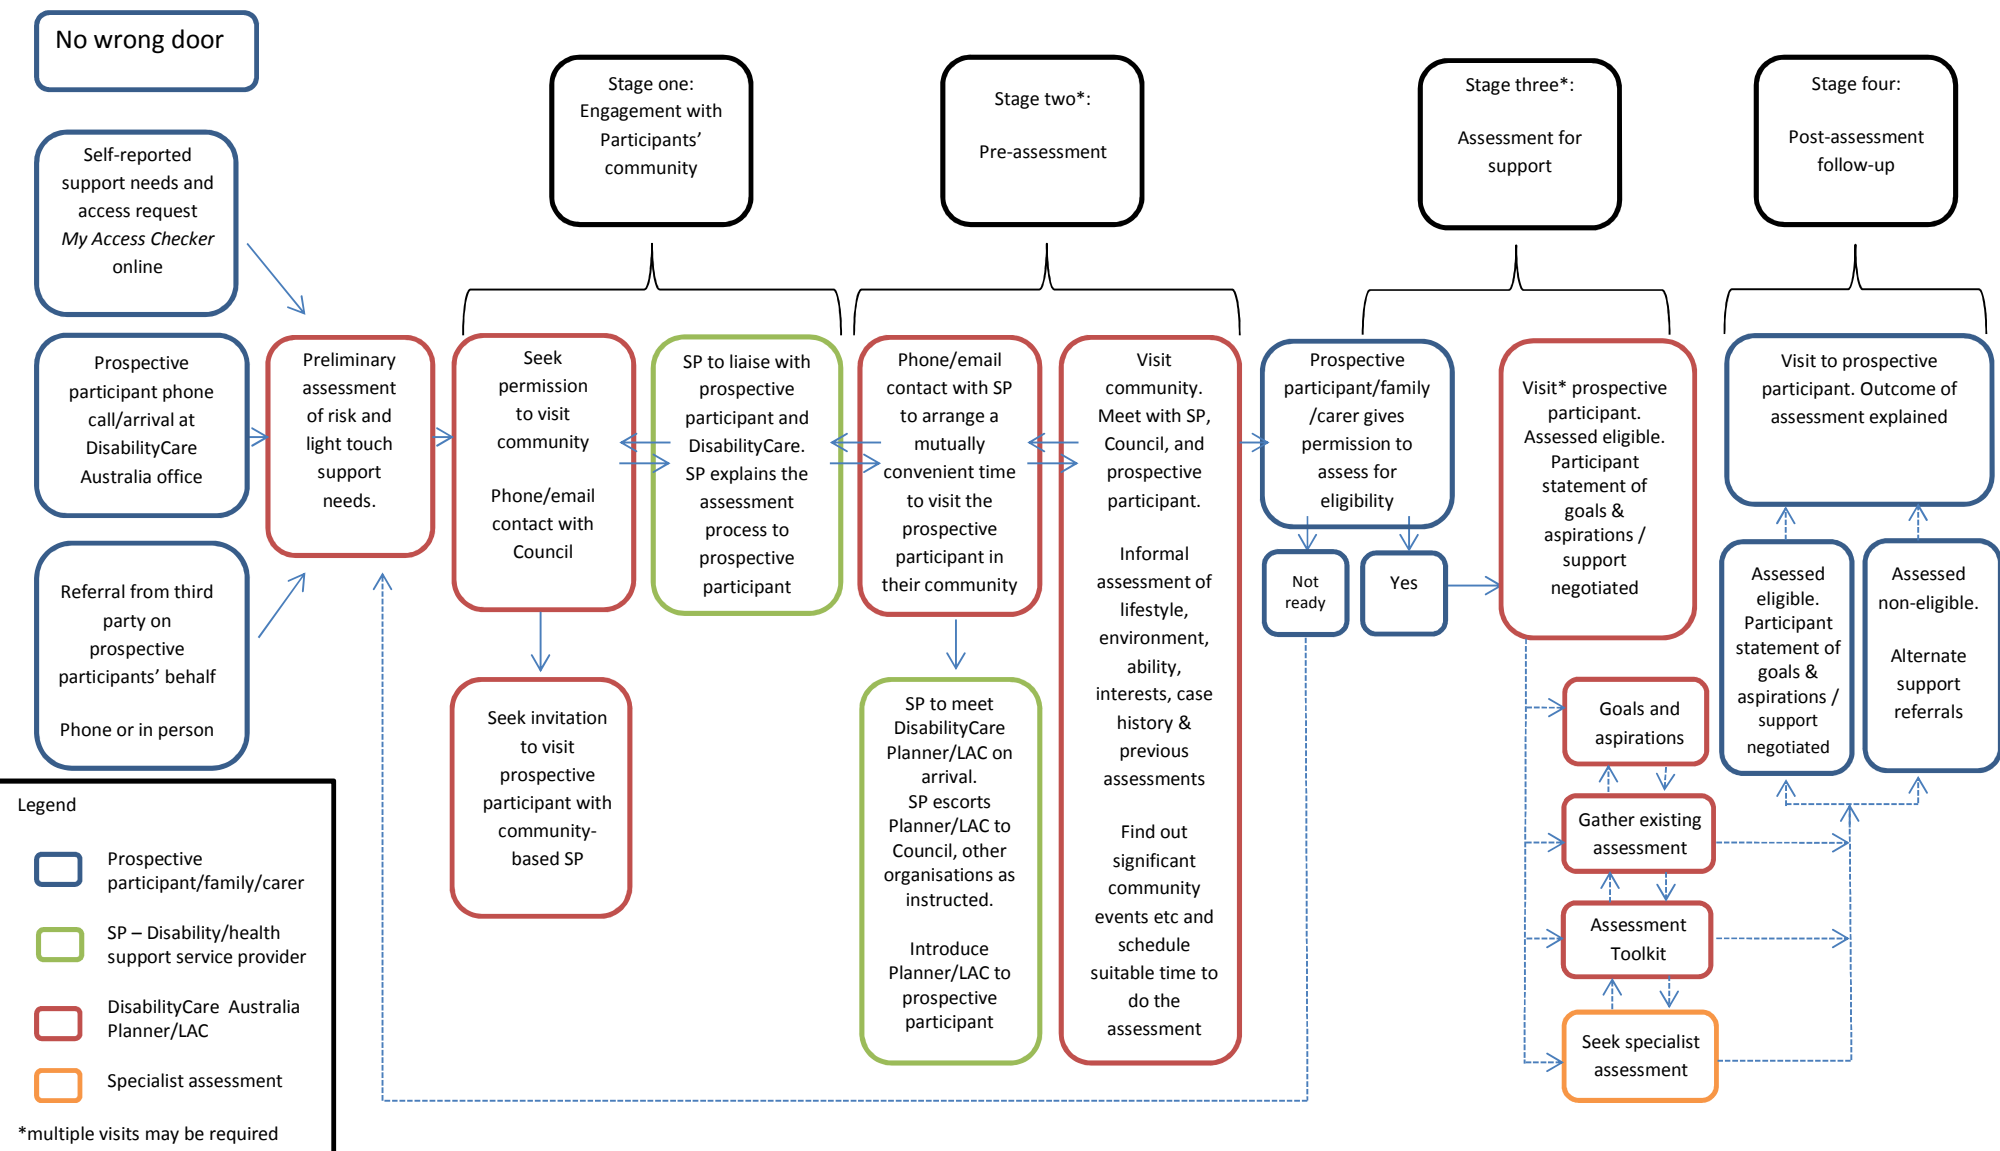 No wrong door
Stage one:
Engagement with
Participants’
community
Stage two*:
Pre-assessment
Stage three*:
Assessment for
support
Stage four:
Post-assessment
follow-up
Self-reported
support needs and
access request
My Access Checker
online
Prospective
participant phone
call/arrival at
DisabilityCare
Australia office
Referral from third
party on
prospective
participants’ behalf
Phone or in person
Preliminary
assessment
of risk and
light touch
support
needs.
Seek
permission
to visit
community
Phone/email
contact with
Council
Seek invitation
to visit
prospective
participant with
community-
based SP
SP to liaise with
prospective
participant and
DisabilityCare.
SP explains the
assessment
process to
prospective
participant
Phone/email
contact with SP
to arrange a
mutually
convenient time
to visit the
prospective
participant in
their community
SP to meet
DisabilityCare
Planner/LAC on
arrival.
SP escorts
Planner/LAC to
Council, other
organisations as
instructed.
Introduce
Planner/LAC to
prospective
participant
Visit
community.
Meet with SP,
Council, and
prospective
participant.
Informal
assessment of
lifestyle,
environment,
ability,
interests, case
history &
previous
assessments
Find out
significant
community
events etc and
schedule
suitable time to
do the
assessment
Prospective
participant/family
/carer gives
permission to
assess for
eligibility
Not
ready
Yes
Visit* prospective
participant.
Assessed eligible.
Participant
statement of
goals &
aspirations /
support
negotiated
Goals and
aspirations
Gather existing
assessment
Assessment
Toolkit
Seek specialist
assessment
Visit to prospective
participant. Outcome of
assessment explained
Assessed
eligible.
Participant
statement of
goals &
aspirations /
support
negotiated
Assessed
non-eligible.
Alternate
support
referrals
Legend
Prospective
participant/family/carer
SP – Disability/health
support service provider
DisabilityCare Australia
Planner/LAC
Specialist assessment
*multiple visits may be required